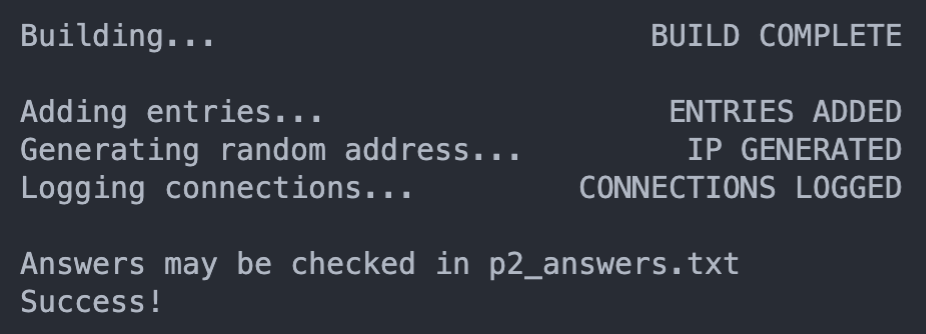 Building... BUILD COMPLETE
Adding entries... ENTRIES ADDED
Generating random address... IP GENERATED
Logging connections... CONNECTIONS LOGGED
Answers may be checked in p2_answers.txt
Success!